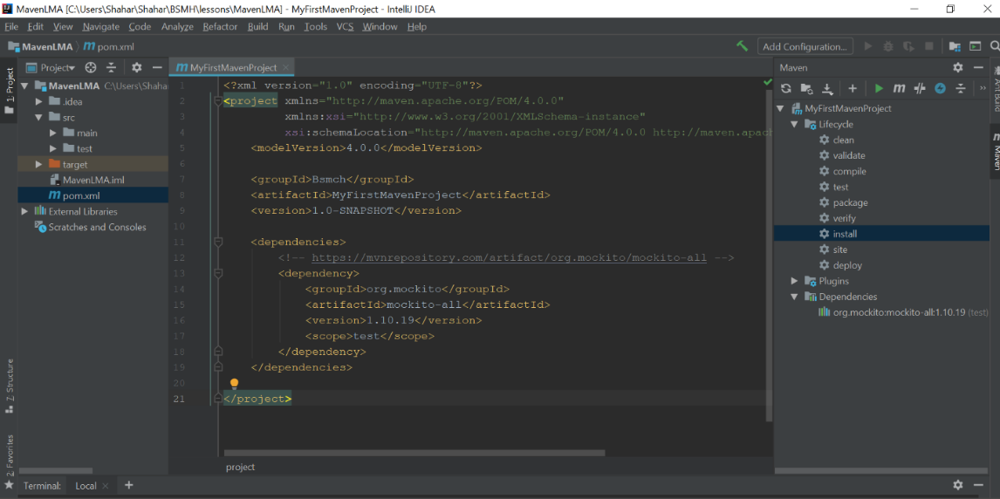 MavenLMA [C:\Users\Shahar\Shahar\BSMH\lessons\MavenLMA] - MyFirstMavenProject - IntelliJ IDEA
File Edit View Navigate Code Analyze Refactor Build Run Tools VCS Window Help
MavenLMA m pom.xml Add Configuration...
1: Project
Project
MavenLMA C:\Users\Shaha
.idea
src
main
test
target
MavenLMA.iml
m pom.xml
External Libraries
Scratches and Consoles
m MyFirstMavenProject
1 <?xml version="1.0" encoding="UTF-8"?>
2 <project xmlns="http://maven.apache.org/POM/4.0.0"
3 xmlns:xsi="http://www.w3.org/2001/XMLSchema-instance"
4 xsi:schemaLocation="http://maven.apache.org/POM/4.0.0 http://maven.apach
5 <modelVersion>4.0.0</modelVersion>
6
7 <groupId>Bsmch</groupId>
8 <artifactId>MyFirstMavenProject</artifactId>
9 <version>1.0-SNAPSHOT</version>
10
11 <dependencies>
12 <!-- https://mvnrepository.com/artifact/org.mockito/mockito-all -->
13 <dependency>
14 <groupId>org.mockito</groupId>
15 <artifactId>mockito-all</artifactId>
16 <version>1.10.19</version>
17 <scope>test</scope>
18 </dependency>
19 </dependencies>
20
21 </project>
project
Maven
MyFirstMavenProject
Lifecycle
clean
validate
compile
test
package
verify
install
site
deploy
Plugins
Dependencies
org.mockito:mockito-all:1.10.19 (test)
Ant Build
m Maven
7: Structure
2: Favorites
Terminal: Local